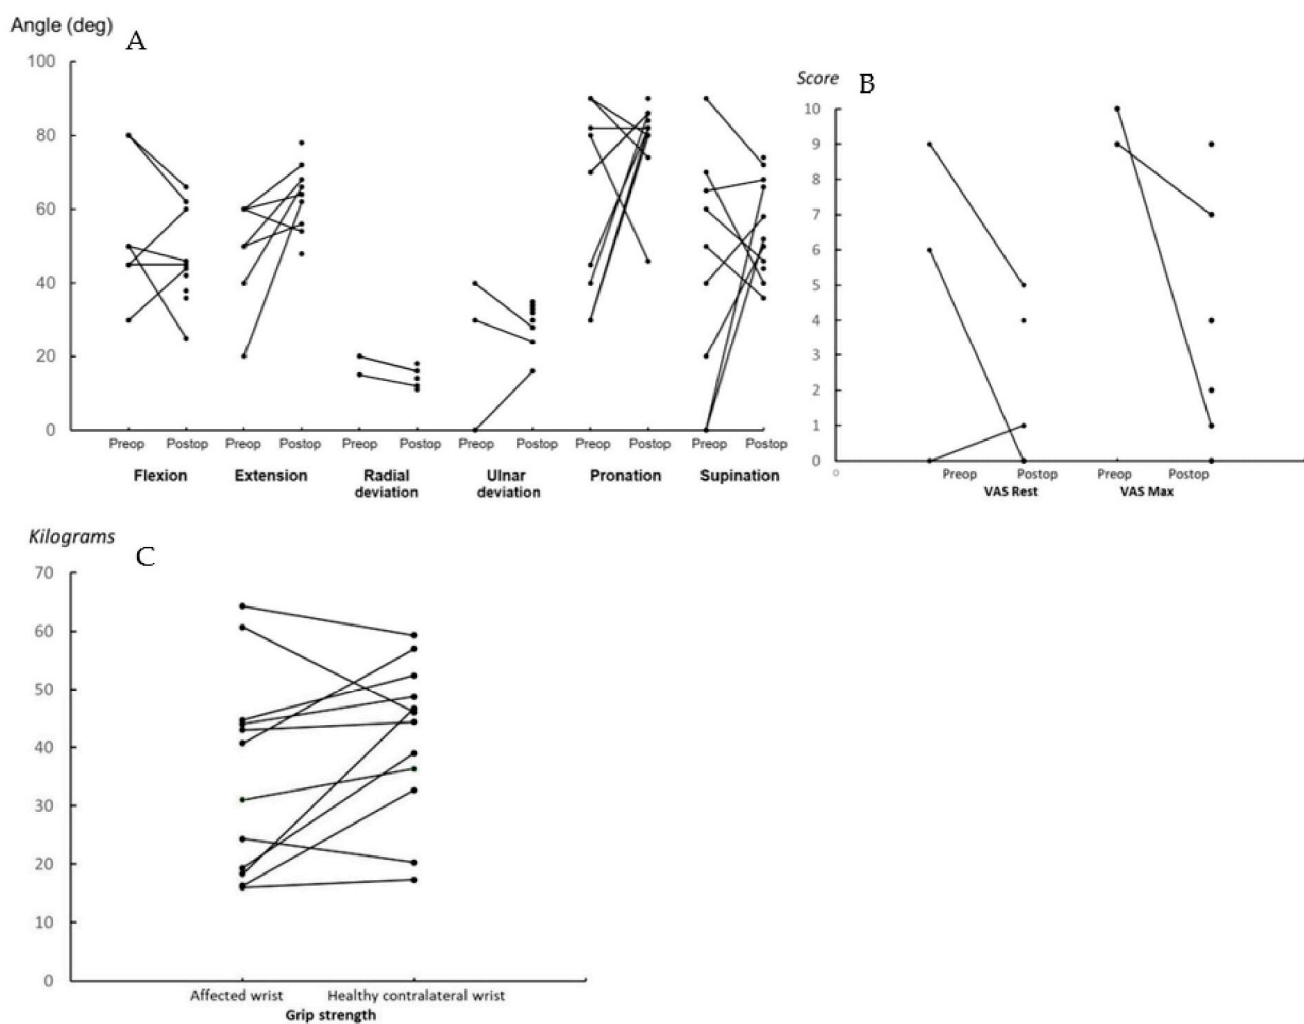 Angle (deg)
A
100
80
60
40
20
0
Preop Postop Preop Postop Preop Postop Preop Postop Preop Postop Preop Postop
Flexion Extension Radial deviation Ulnar deviation Pronation Supination
Score B
10
9
8
7
6
5
4
3
2
1
0
0
Preop Postop Preop Postop
VAS Rest VAS Max
Kilograms
C
70
60
50
40
30
20
10
0
Affected wrist Healthy contralateral wrist
Grip strength